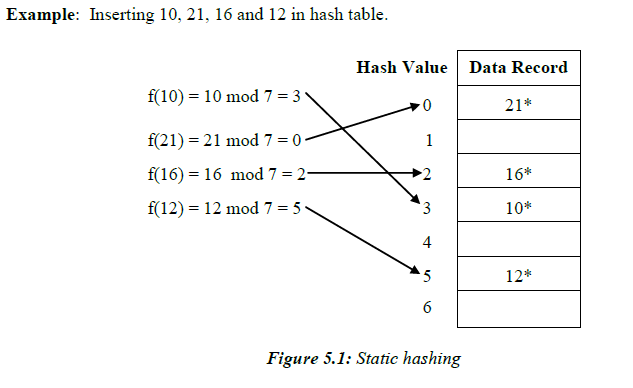 Example: Inserting 10, 21, 16 and 12 in hash table.
Hash Value Data Record
f(10) = 10 mod 7 = 3
0 21*
f(21) = 21 mod 7 = 0
1
f(16) = 16 mod 7 = 2
2 16*
f(12) = 12 mod 7 = 5
3 10*
4
5 12*
6
Figure 5.1: Static hashing